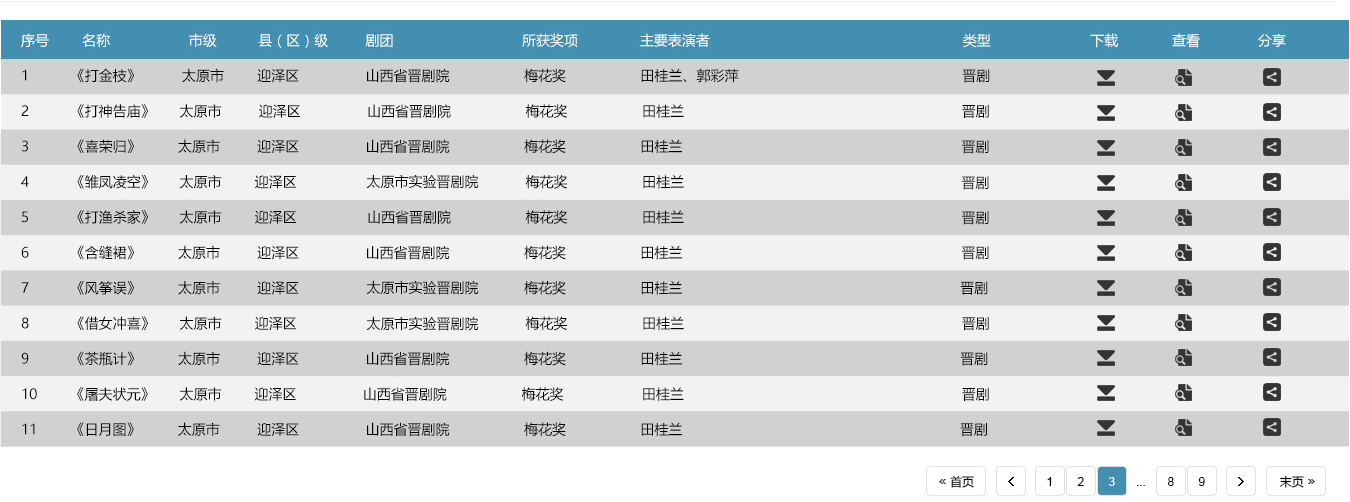 序号 名称 市级 县（区）级 剧团 所获奖项 主要表演者 类型 下载 查看 分享
1 《打金枝》 太原市 迎泽区 山西省晋剧院 梅花奖 田桂兰、郭彩萍 晋剧
2 《打神告庙》 太原市 迎泽区 山西省晋剧院 梅花奖 田桂兰 晋剧
3 《喜荣归》 太原市 迎泽区 山西省晋剧院 梅花奖 田桂兰 晋剧
4 《雏凤凌空》 太原市 迎泽区 太原市实验晋剧院 梅花奖 田桂兰 晋剧
5 《打渔杀家》 太原市 迎泽区 山西省晋剧院 梅花奖 田桂兰 晋剧
6 《含缝裙》 太原市 迎泽区 山西省晋剧院 梅花奖 田桂兰 晋剧
7 《风筝误》 太原市 迎泽区 太原市实验晋剧院 梅花奖 田桂兰 晋剧
8 《借女冲喜》 太原市 迎泽区 太原市实验晋剧院 梅花奖 田桂兰 晋剧
9 《茶瓶计》 太原市 迎泽区 山西省晋剧院 梅花奖 田桂兰 晋剧
10 《屠夫状元》 太原市 迎泽区 山西省晋剧院 梅花奖 田桂兰 晋剧
11 《日月图》 太原市 迎泽区 山西省晋剧院 梅花奖 田桂兰 晋剧
« 首页 < 1 2 3 ... 8 9 > 末页 »